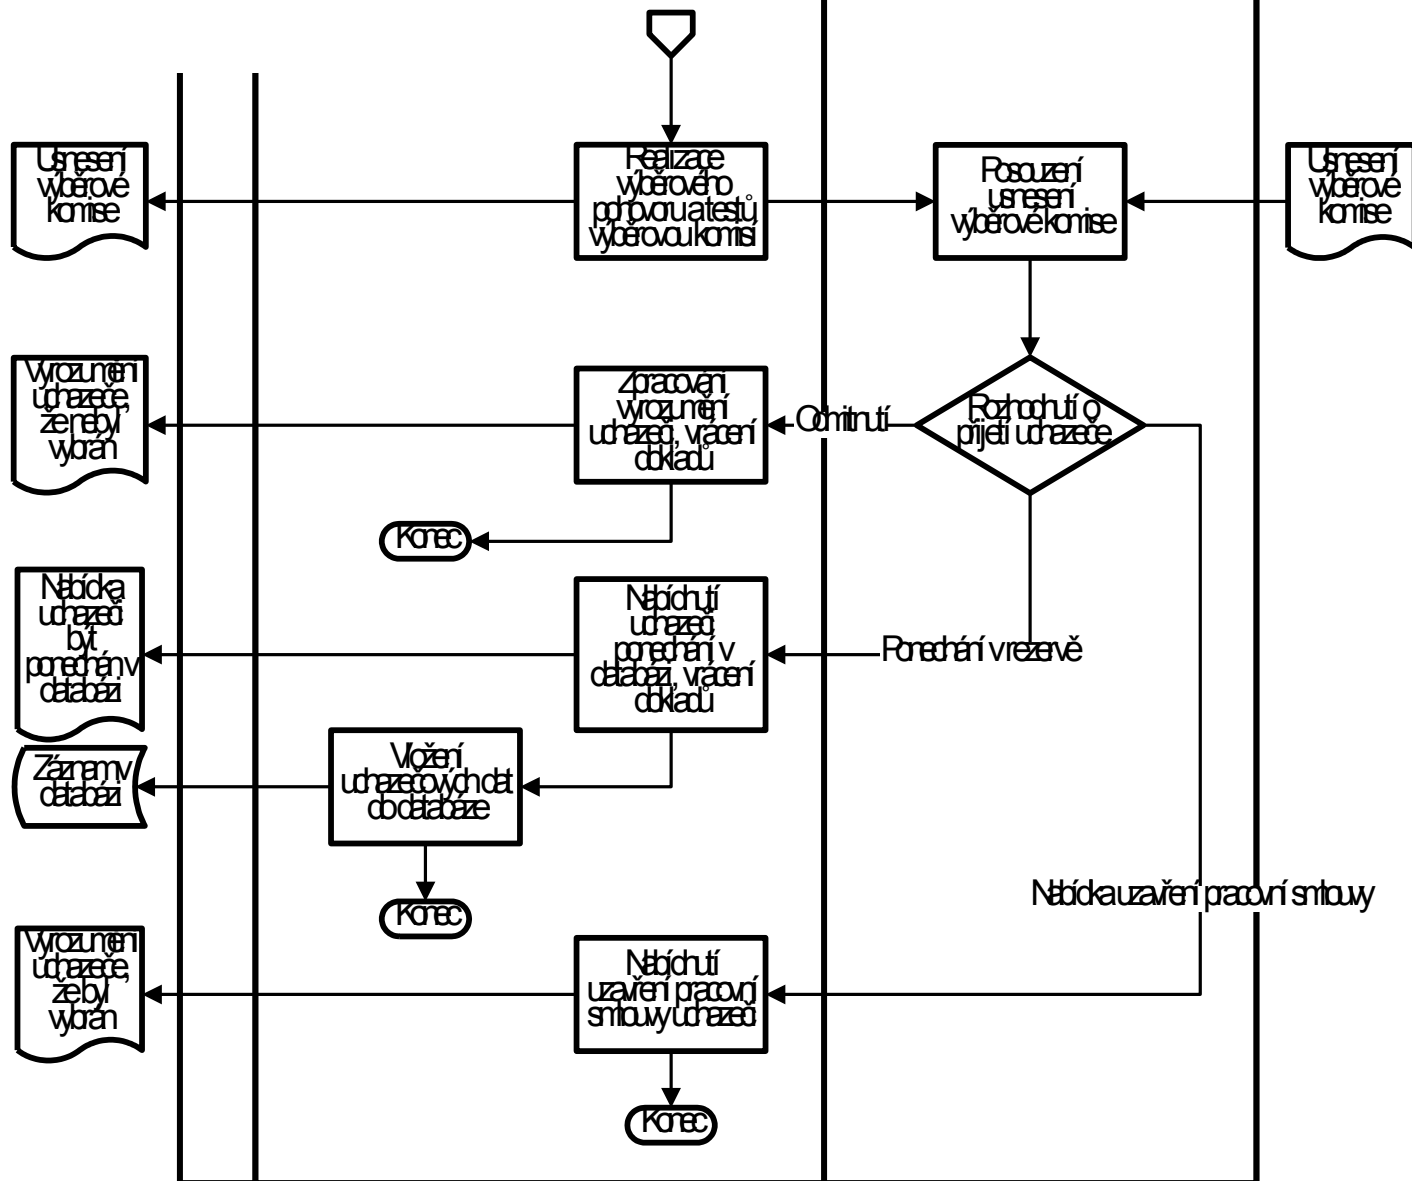 Usnesení
výběrové
komise
Realizace
výběrového
pohovoru a testů
výběrovou komisí
Posouzení
usnesení
výběrové komise
Usnesení
výběrové
komise
Vyrozumění
uchazeče,
že nebyl
vybrán
Zpracování
vyrozumění
uchazeči, vrácení
dokladů
Odmítnutí
Rozhodnutí o
přijetí uchazeče
Konec
Nabídka
uchazeči
být
ponechán v
databázi
Nabídnutí
uchazeči
ponechání v
databázi, vrácení
dokladů
Ponechání v rezervě
Záznam v
databázi
Vložení
uchazečových dat
do databáze
Nabídka uzavření pracovní smlouvy
Konec
Vyrozumění
uchazeče,
že byl
vybrán
Nabídnutí
uzavření pracovní
smlouvy uchazeči
Konec